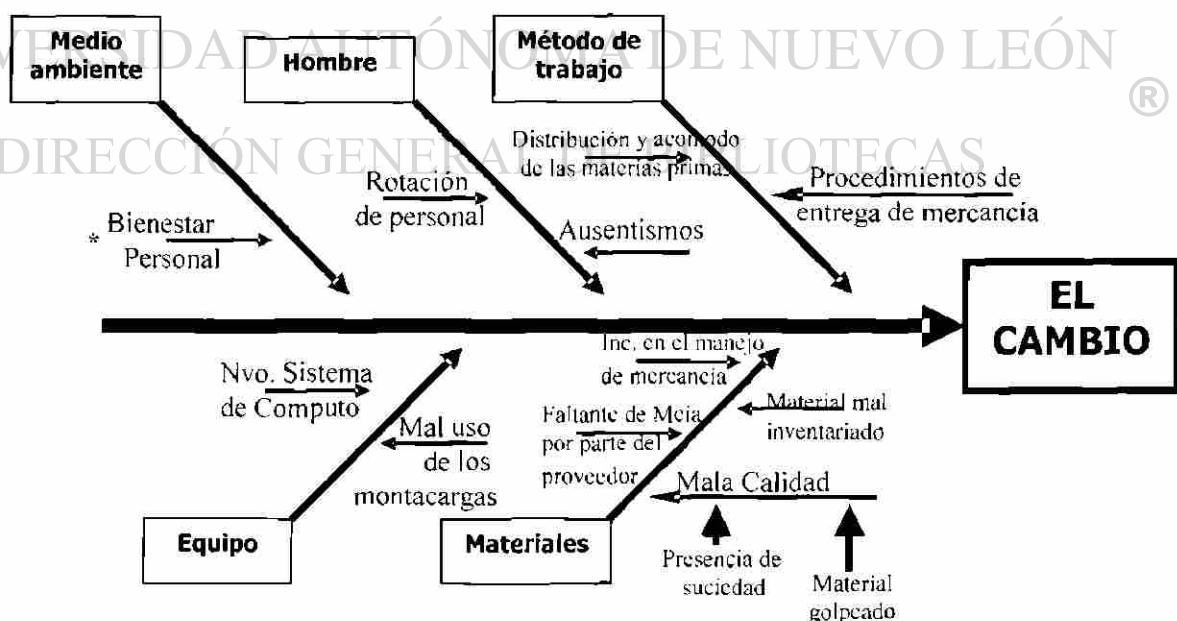 VERSIDAD AUTÓNOMA DE NUEVO LEÓN
®
DIRECCIÓN GENERAL DE BIBLIOTECAS
Medio
ambiente
Hombre
Método de
trabajo
Distribución y acomodo
de las materias primas
Procedimientos de
entrega de mercancía
Rotación
de personal
Ausentismos
* Bienestar
Personal
EL
CAMBIO
Nvo. Sistema
de Computo
Mal uso
de los
montacargas
Inc. en el manejo
de mercancia
Faltante de Mcia
por parte del
proveedor
Material mal
inventariado
Mala Calidad
Presencia de
suciedad
Material
golpeado
Equipo
Materiales